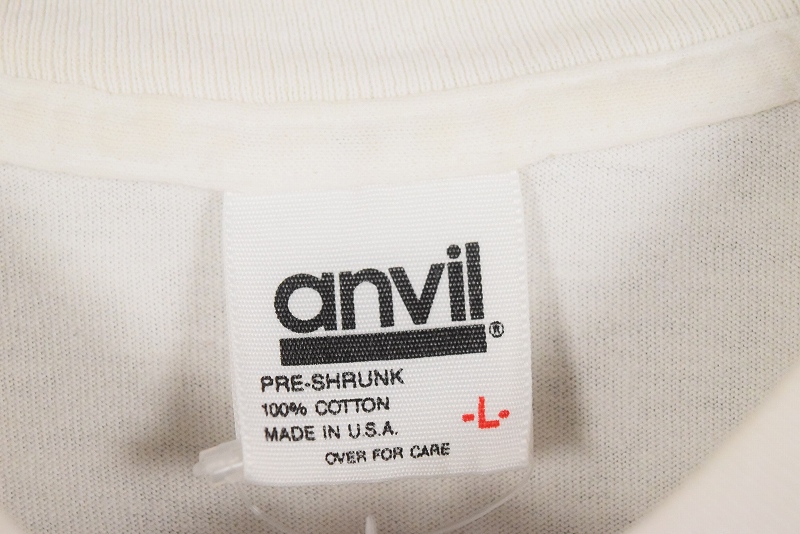 anvil®
PRE-SHRUNK
100% COTTON
-L-
MADE IN U.S.A.
OVER FOR CARE